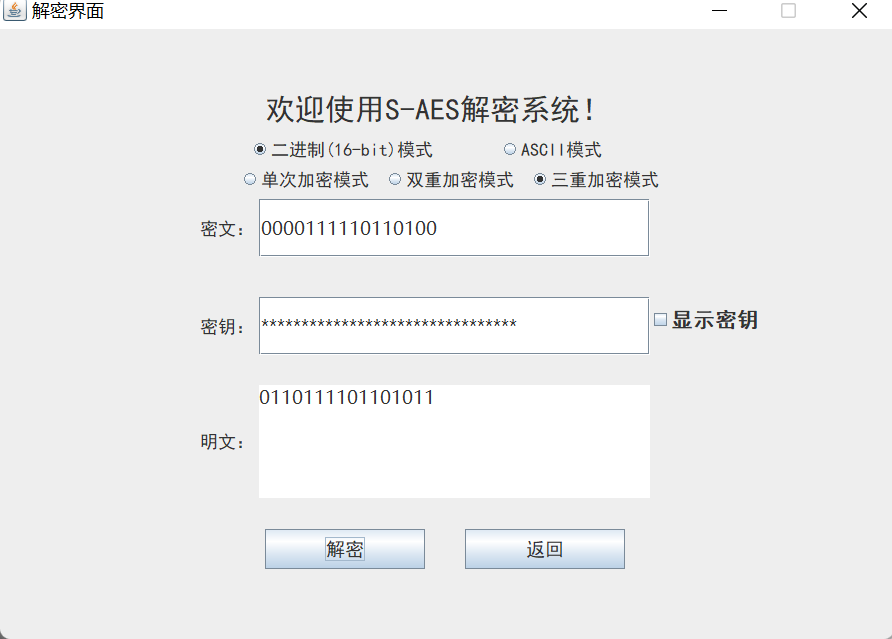 解密界面
欢迎使用S-AES解密系统!
二进制(16-bit)模式 ASCII模式
单次加密模式 双重加密模式 三重加密模式
密文: 0000111110110100
密钥: ******************************** 显示密钥
明文: 0110111101101011
解密 返回